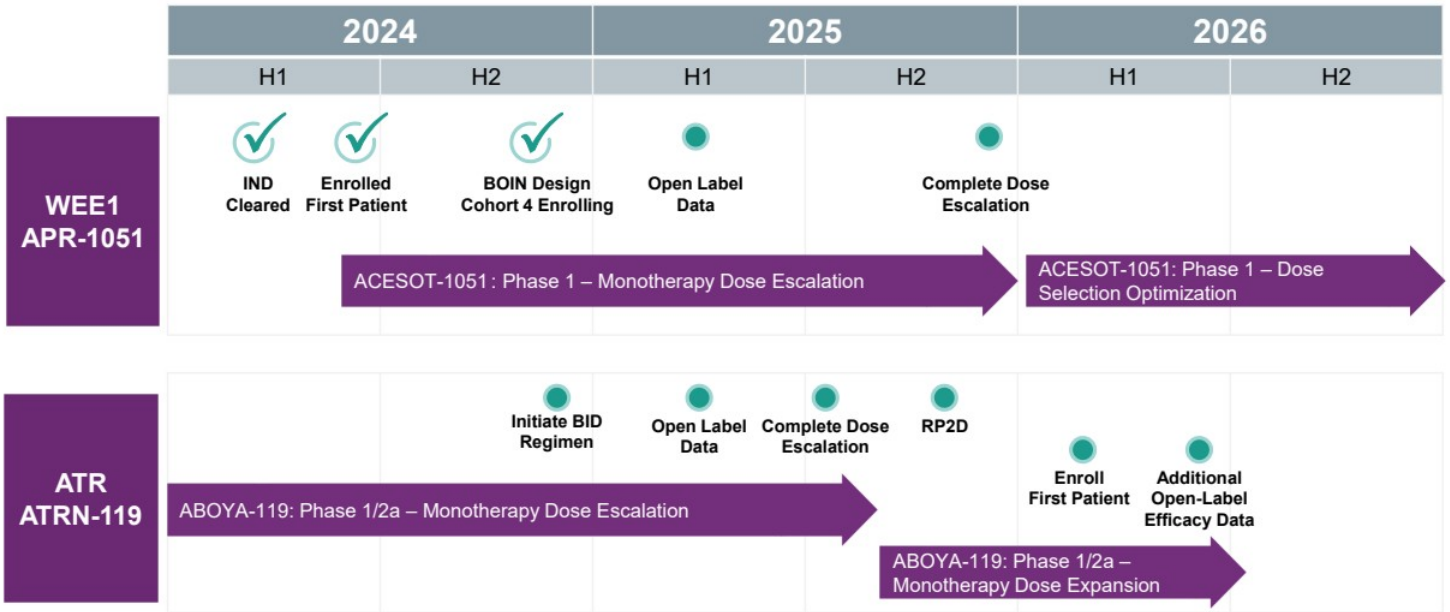 2024
2025
2026
H1
H2
H1
H2
H1
H2
WEE1
APR-1051
IND
Cleared
Enrolled
First Patient
BOIN Design
Cohort 4 Enrolling
Open Label
Data
Complete Dose
Escalation
ACESOT-1051: Phase 1 – Monotherapy Dose Escalation
ACESOT-1051: Phase 1 – Dose
Selection Optimization
ATR
ATRN-119
Initiate BID
Regimen
Open Label
Data
Complete Dose
Escalation
RP2D
Enroll
First Patient
Additional
Open-Label
Efficacy Data
ABOYA-119: Phase 1/2a – Monotherapy Dose Escalation
ABOYA-119: Phase 1/2a –
Monotherapy Dose Expansion